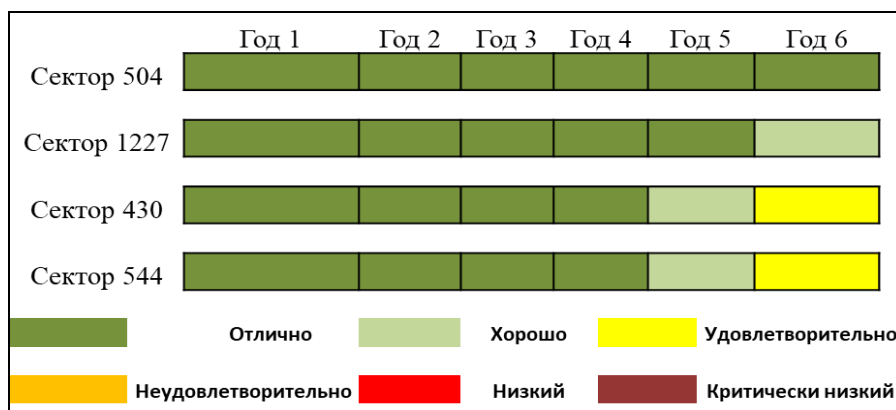 Год 1 Год 2 Год 3 Год 4 Год 5 Год 6
Сектор 504
Сектор 1227
Сектор 430
Сектор 544
Отлично Хорошо Удовлетворительно
Неудовлетворительно Низкий Критически низкий